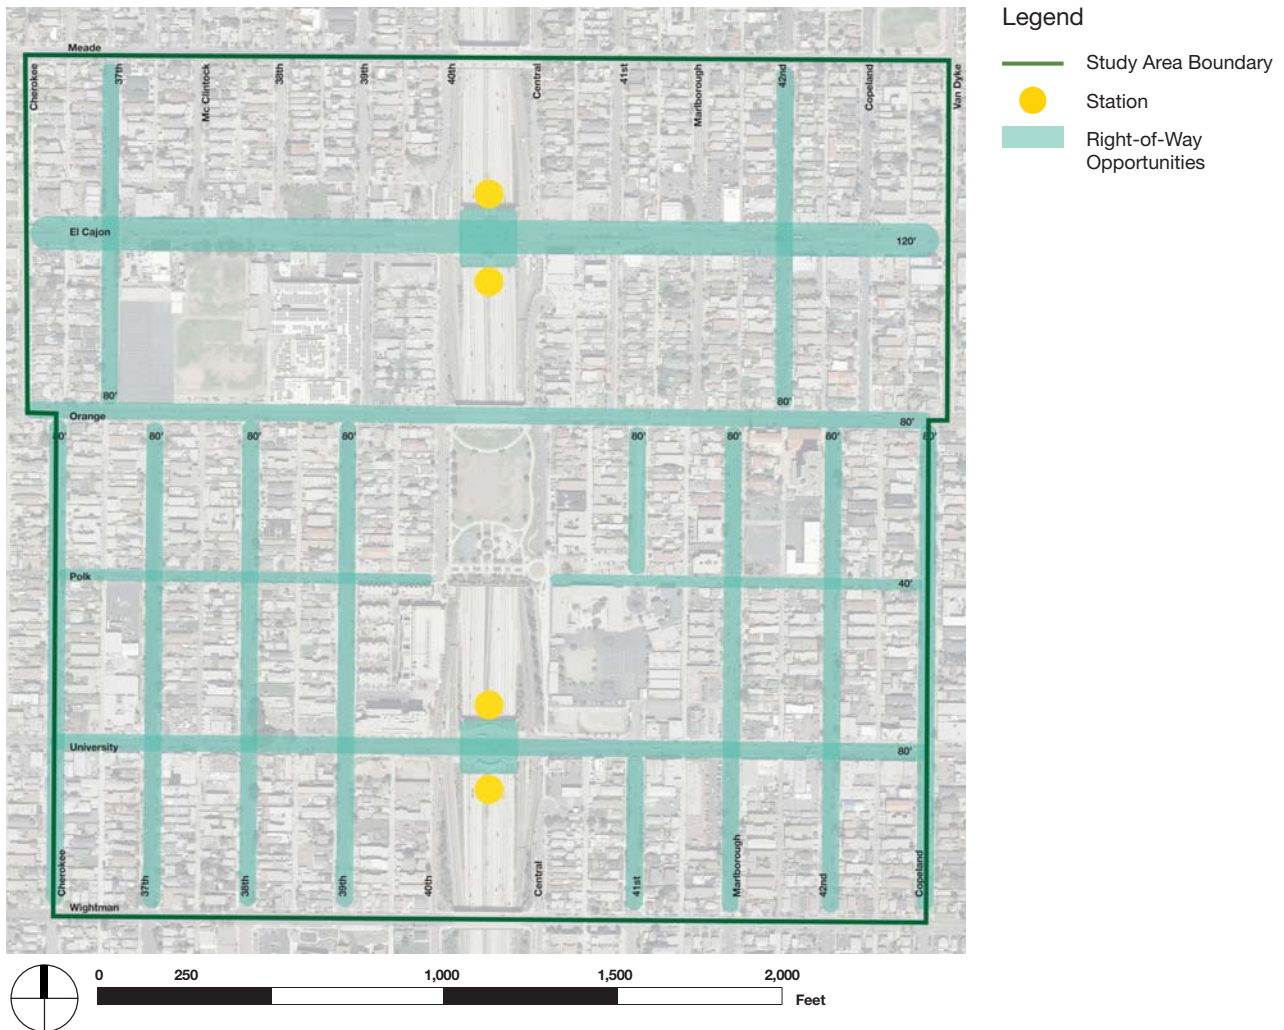 Legend
Study Area Boundary
Station
Right-of-Way
Opportunities
Meade
Cherokee
37th
Mc Clintock
38th
39th
40th
Central
41st
Marlborough
42nd
Copeland
Van Dyke
El Cajon
120'
80'
80'
Orange
80'
80'
80'
80'
80'
80'
80'
80'
Polk
40'
University
80'
Cherokee
37th
38th
39th
40th
Central
41st
Marlborough
42nd
Copeland
Wightman
0 250 1,000 1,500 2,000
Feet